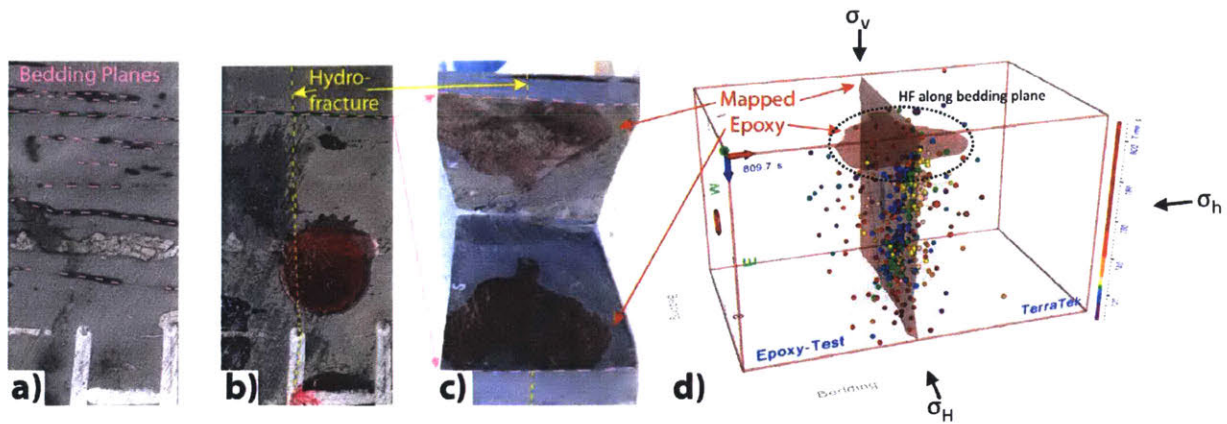 Bedding Planes
a)
Hydro-
fracture
b)
c)
Mapped
Epoxy
σv
HF along bedding plane
809.7 s
W
E
σh
TerraTek
Epoxy-Test
Bedding
σH
d)